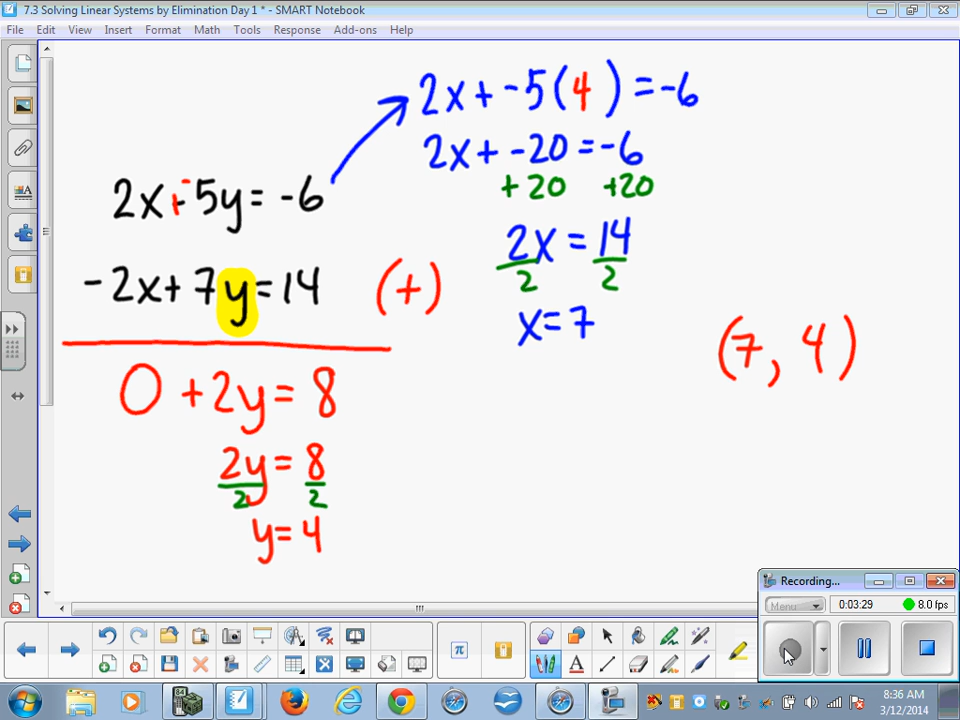 7.3 Solving Linear Systems by Elimination Day 1 * - SMART Notebook
File Edit View Insert Format Math Tools Response Add-ons Help
2x + -5(4) = -6
2x + -20 = -6
+20 +20
2x = 14
2 2
x = 7
2x + -5y = -6
-2x + 7y = 14 (+)
0 + 2y = 8
2y = 8
2 2
y = 4
(7, 4)
Recording...
Menu 0:03:29 8.0 fps
π
A
8:36 AM
3/12/2014